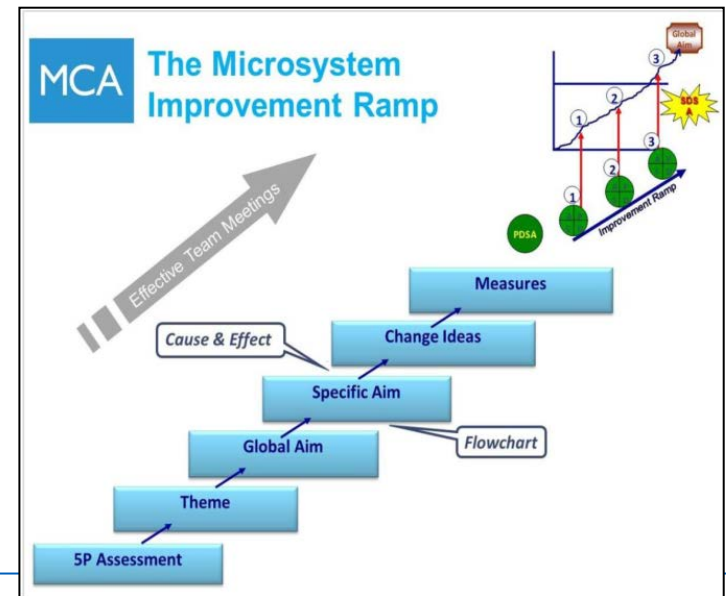 MCA
The Microsystem
Improvement Ramp
Global
Aim
3
2
1
SDS
A
3
2
1
Improvement Ramp
PDSA
Effective Team Meetings
Measures
Change Ideas
Cause & Effect
Specific Aim
Flowchart
Global Aim
Theme
5P Assessment